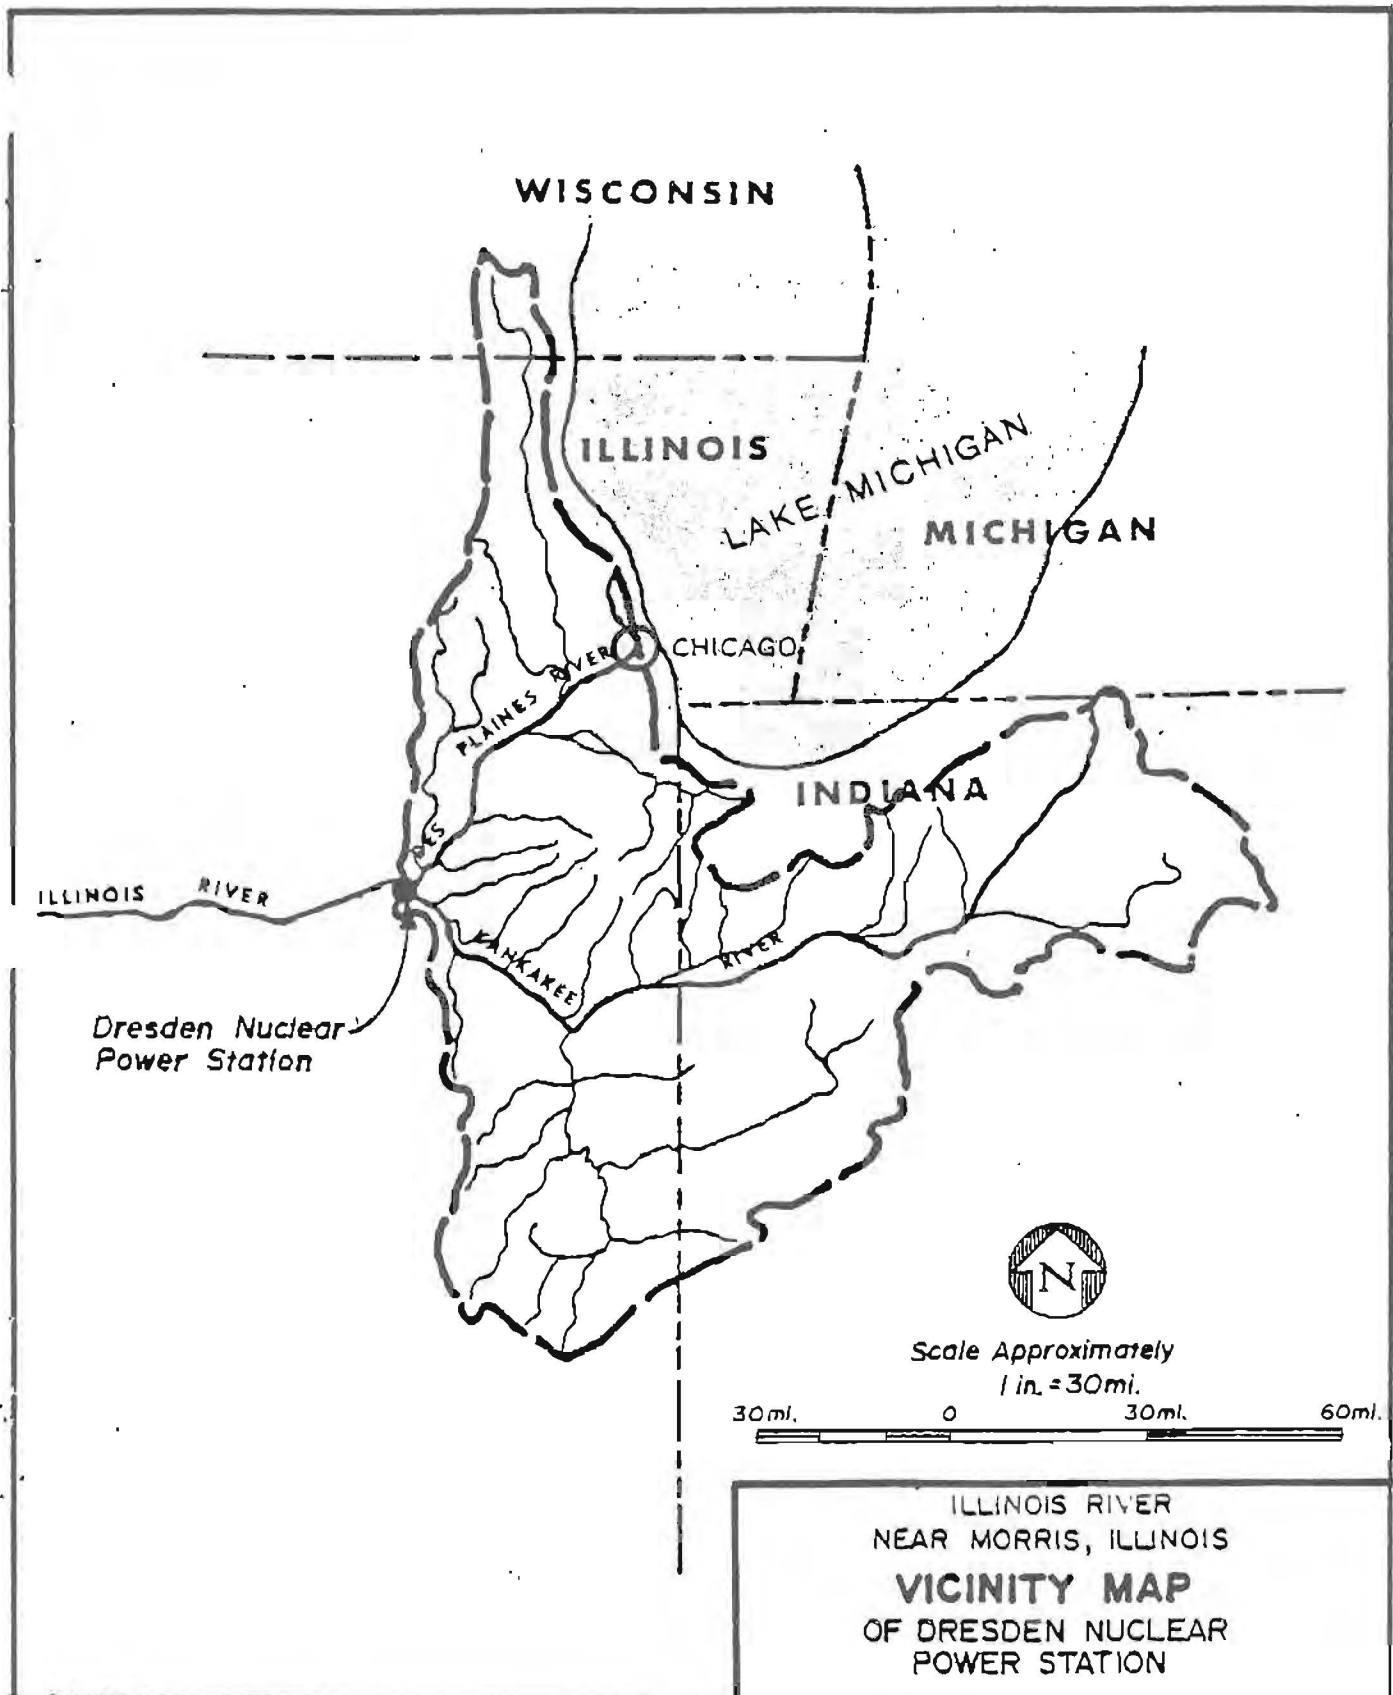 WISCONSIN
ILLINOIS
LAKE MICHIGAN
MICHIGAN
CHICAGO
DES PLAINES RIVER
INDIANA
ILLINOIS RIVER
KANKAKEE RIVER
Dresden Nuclear
Power Station
N
Scale Approximately
1 in. = 30mi.
30mi. 0 30mi. 60mi.
ILLINOIS RIVER
NEAR MORRIS, ILLINOIS
VICINITY MAP
OF DRESDEN NUCLEAR
POWER STATION